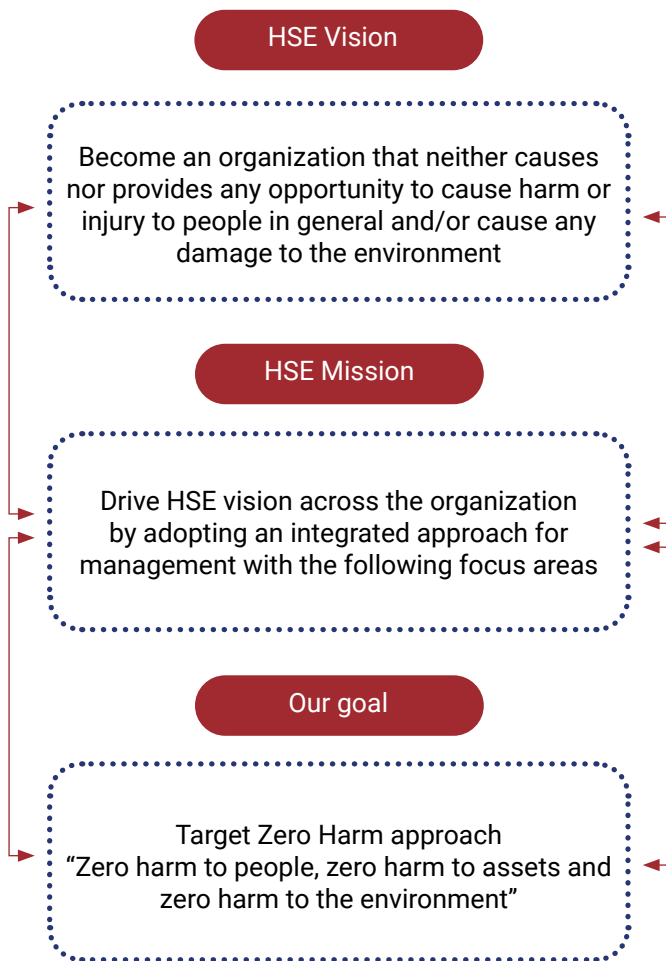 HSE Vision
Become an organization that neither causes
nor provides any opportunity to cause harm or
injury to people in general and/or cause any
damage to the environment
HSE Mission
Drive HSE vision across the organization
by adopting an integrated approach for
management with the following focus areas
Our goal
Target Zero Harm approach
“Zero harm to people, zero harm to assets and
zero harm to the environment”